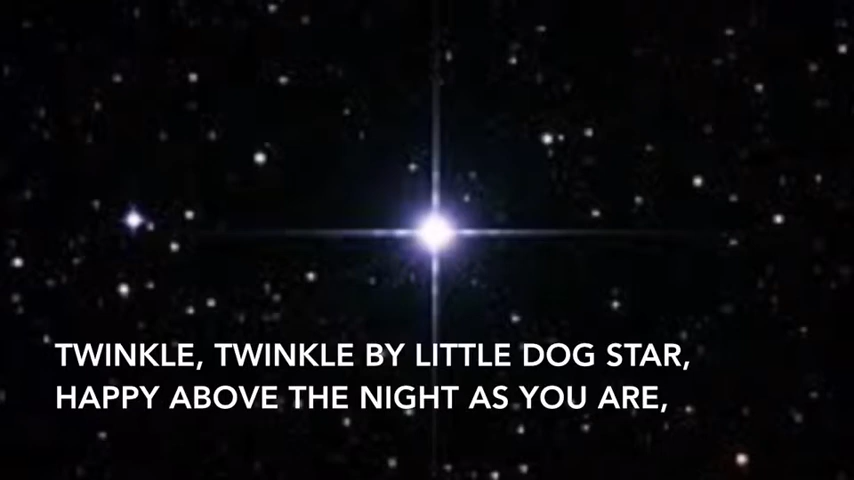 TWINKLE, TWINKLE BY LITTLE DOG STAR,
HAPPY ABOVE THE NIGHT AS YOU ARE,